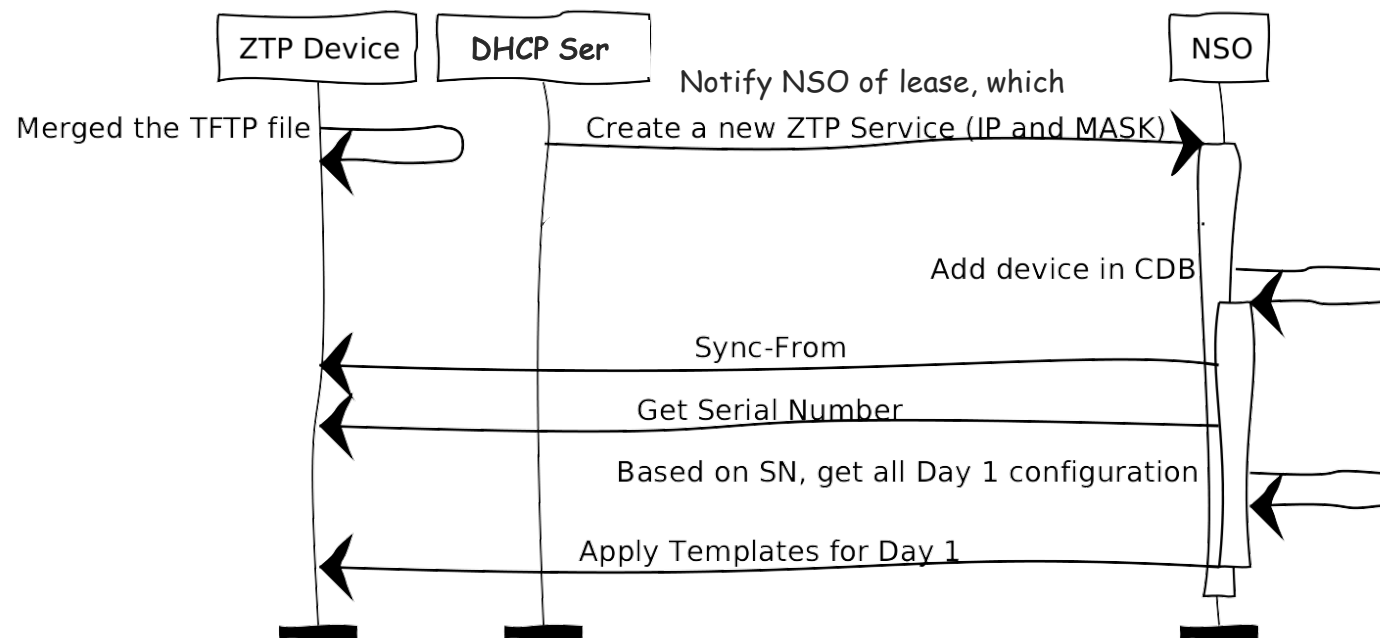 ZTP Device
DHCP Ser
NSO
Notify NSO of lease, which
Merged the TFTP file
Create a new ZTP Service (IP and MASK)
Add device in CDB
Sync-From
Get Serial Number
Based on SN, get all Day 1 configuration
Apply Templates for Day 1